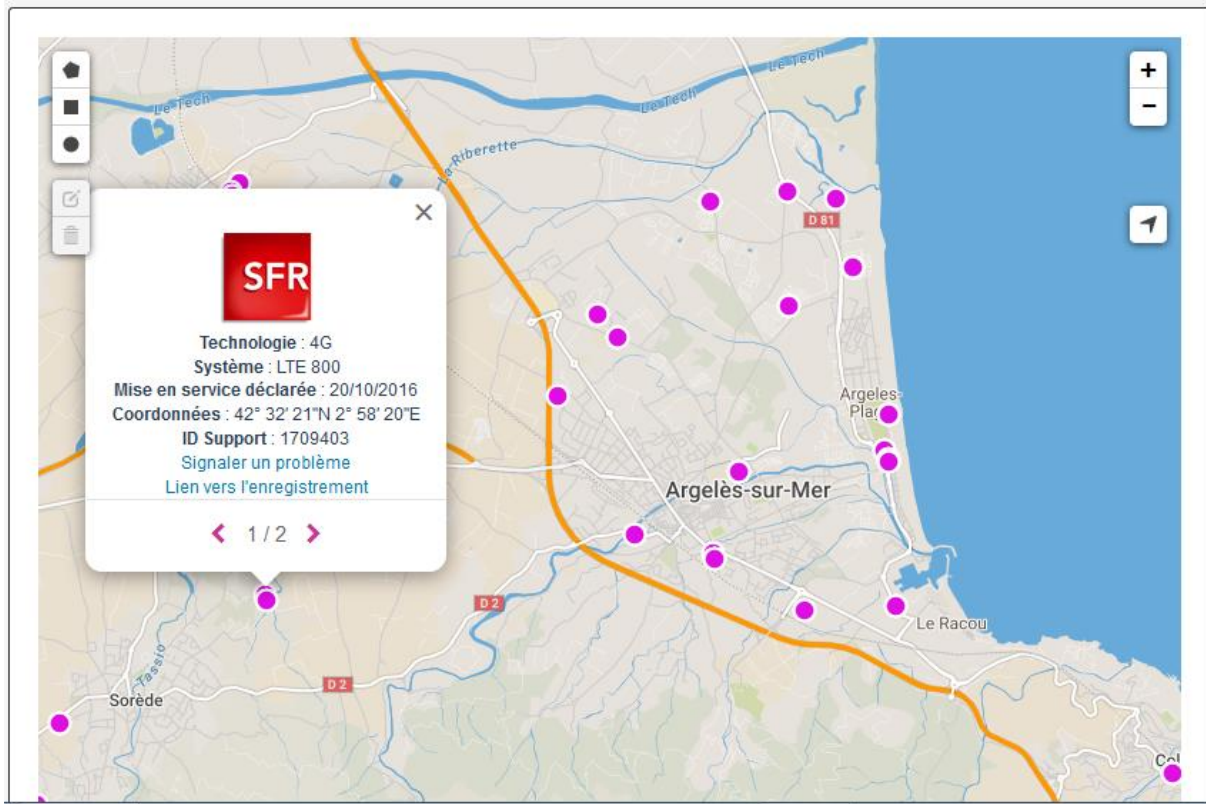 Le Tech
Le Tech
Le Tech
La Riberette
D 81
SFR
Technologie : 4G
Système : LTE 800
Mise en service déclarée : 20/10/2016
Coordonnées : 42° 32' 21"N 2° 58' 20"E
ID Support : 1709403
Signaler un problème
Lien vers l'enregistrement
1 / 2
+
−
Argeles-
Plag
Argelès-sur-Mer
D 2
Le Racou
Tassio
D 2
Sorède
Col